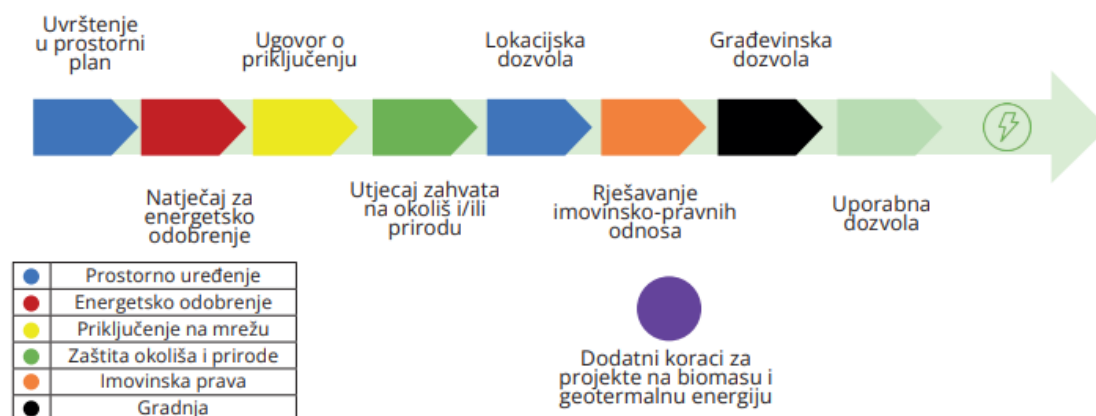 Uvrštenje
u prostorni
plan
Ugovor o
priključenju
Lokacijska
dozvola
Građevinska
dozvola
Natječaj za
energetsko
odobrenje
Utjecaj zahvata
na okoliš i/ili
prirodu
Rješavanje
imovinsko-pravnih
odnosa
Uporabna
dozvola
Prostorno uređenje
Energetsko odobrenje
Priključenje na mrežu
Zaštita okoliša i prirode
Imovinska prava
Gradnja
Dodatni koraci za
projekte na biomasu i
geotermalnu energiju